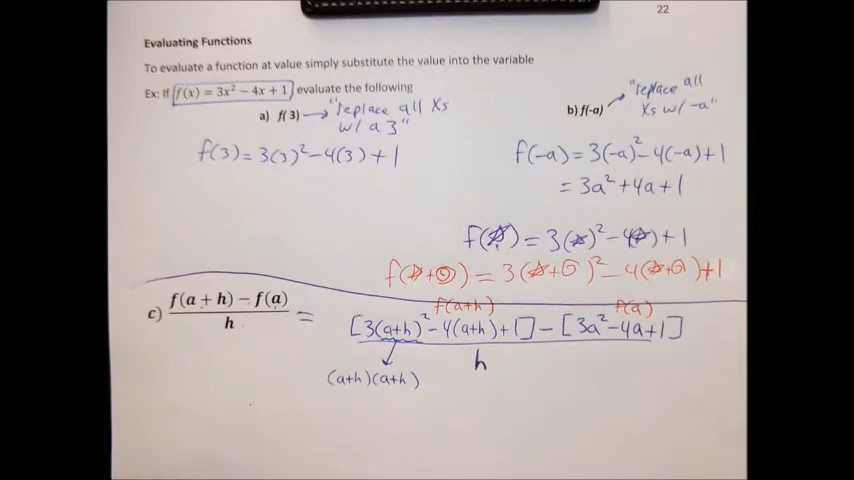 22
Evaluating Functions
To evaluate a function at value simply substitute the value into the variable
Ex: If f(x) = 3x² − 4x + 1 evaluate the following
a) f(3) → "replace all Xs w/ a 3"
f(3) = 3(3)² − 4(3) + 1
b) f(-a) → "replace all Xs w/ -a"
f(-a) = 3(-a)² − 4(-a) + 1
= 3a² + 4a + 1
f(☆) = 3(☆)² − 4☆ + 1
f(☆+☺) = 3(☆+☺)² − 4(☆+☺) + 1
c) f(a + h) − f(a) / h =
f(a+h) f(a)
[3(a+h)² − 4(a+h) + 1] − [3a² − 4a + 1]
h
(a+h)(a+h)